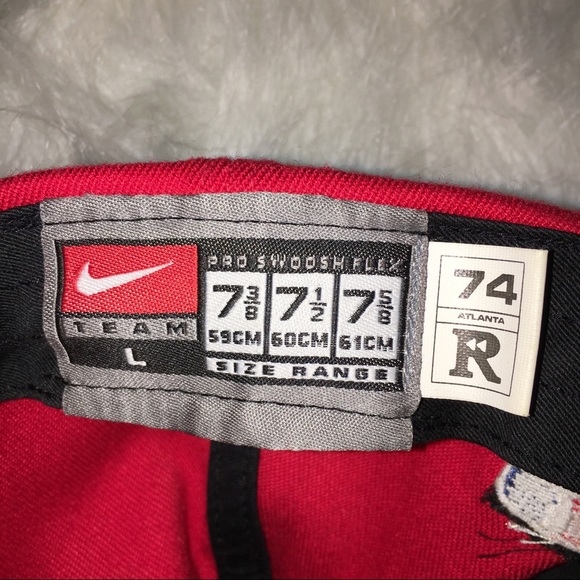 PRO SWOOSH FLEX
TEAM
L
7 3/8 7 1/2 7 5/8
59CM 60CM 61CM
SIZE RANGE
74
ATLANTA
R